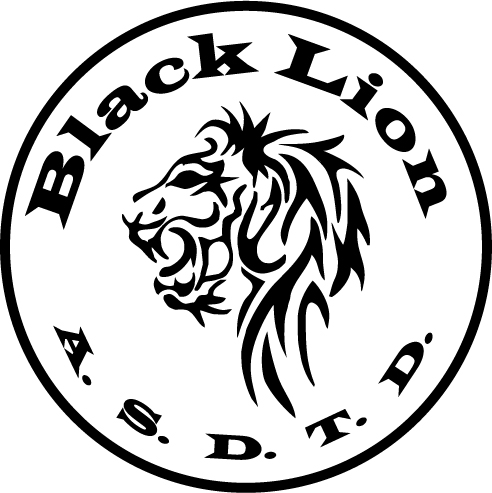 Black Lion
A. S. D. T. D.